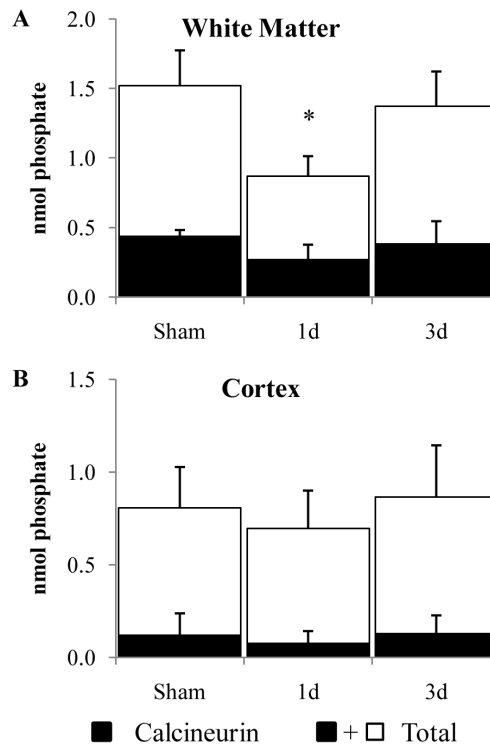 A
White Matter
2.0
1.5
1.0
0.5
0.0
nmol phosphate
*
Sham 1d 3d
B
Cortex
1.5
1.0
0.5
0.0
nmol phosphate
Sham 1d 3d
Calcineurin + Total